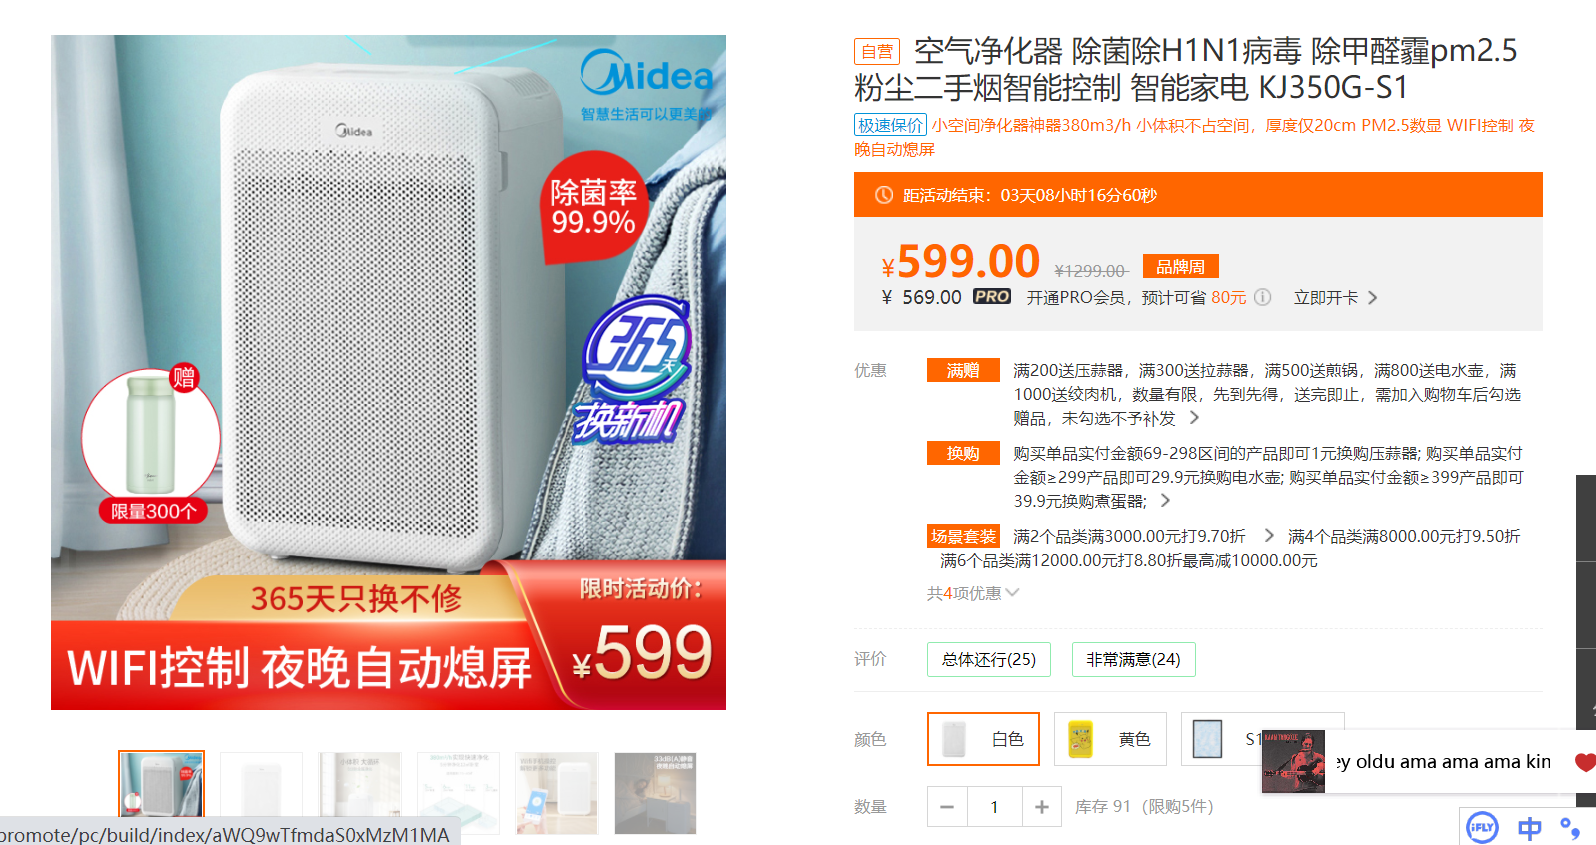 Midea
智慧生活可以更美的
Midea
除菌率
99.9%
365天
换新机
赠
限量300个
365天只换不修
限时活动价:
WIFI控制 夜晚自动熄屏
¥599
自营 空气净化器 除菌除H1N1病毒 除甲醛霾pm2.5
粉尘二手烟智能控制 智能家电 KJ350G-S1
极速保价 小空间净化器神器380m3/h 小体积不占空间，厚度仅20cm PM2.5数显 WIFI控制 夜
晚自动熄屏
距活动结束：03天08小时16分60秒
¥599.00 ¥1299.00 品牌周
¥ 569.00 PRO 开通PRO会员，预计可省 80元 立即开卡
优惠 满赠 满200送压蒜器，满300送拉蒜器，满500送煎锅，满800送电水壶，满
1000送绞肉机，数量有限，先到先得，送完即止，需加入购物车后勾选
赠品，未勾选不予补发
换购 购买单品实付金额69-298区间的产品即可1元换购压蒜器; 购买单品实付
金额≥299产品即可29.9元换购电水壶; 购买单品实付金额≥399产品即可
39.9元换购煮蛋器;
场景套装 满2个品类满3000.00元打9.70折 满4个品类满8000.00元打9.50折
满6个品类满12000.00元打8.80折最高减10000.00元
共4项优惠
评价 总体还行(25) 非常满意(24)
颜色 白色 黄色 S1
ey oldu ama ama ama kin
数量 1 库存 91（限购5件）
小体积 大循环
33dB(A)静音
夜晚自动熄屏
promote/pc/build/index/aWQ9wTfmdaS0xMzM1MA
iFLY 中